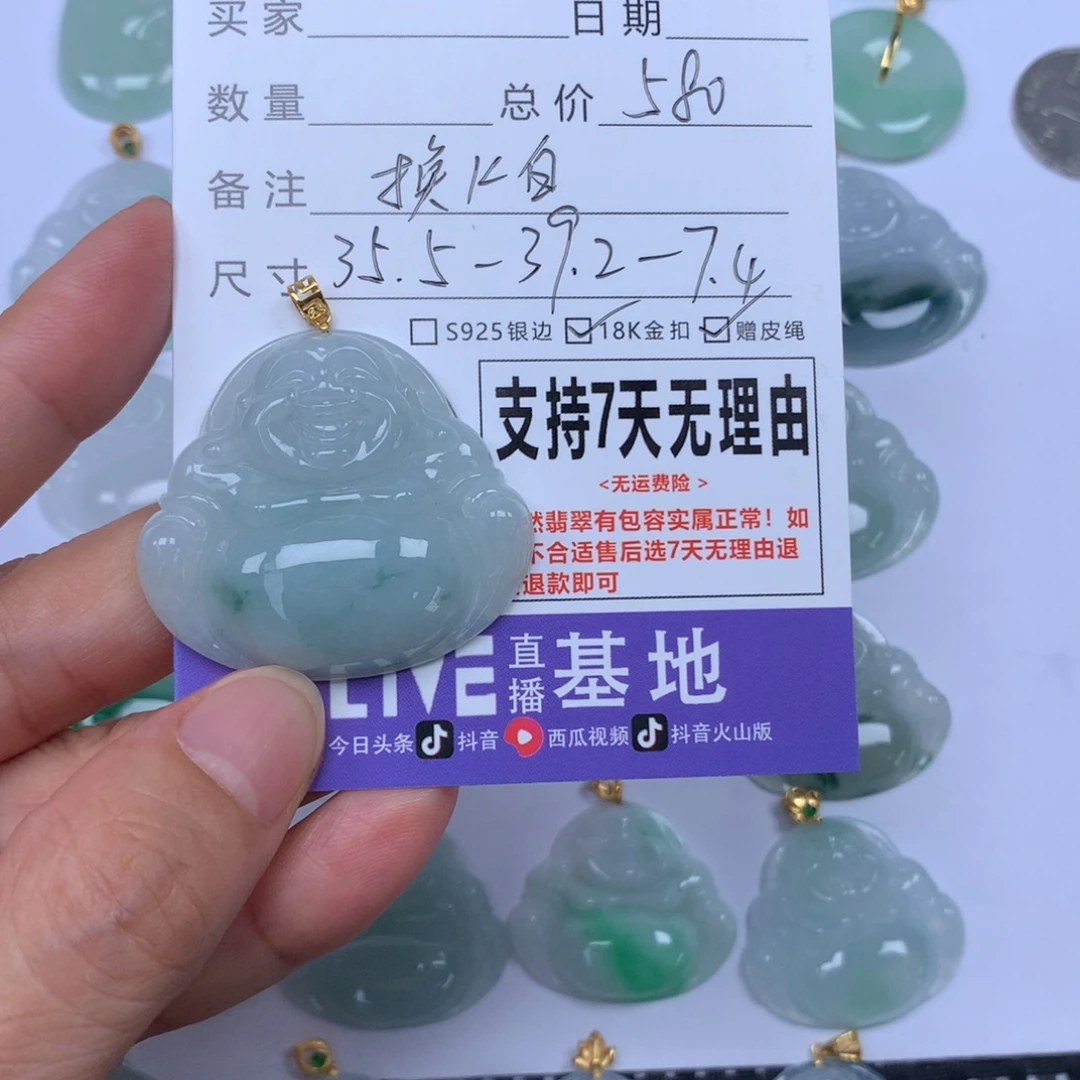 买家 日期
数量 总价 580
备注 换K白
尺寸 35.5-39.2-7.4
S925银边 18K金扣 赠皮绳
支持7天无理由
<无运费险>
然翡翠有包容实属正常！如
不合适售后选7天无理由退
退款即可
LIVE 直播 基地
今日头条 抖音 西瓜视频 抖音火山版